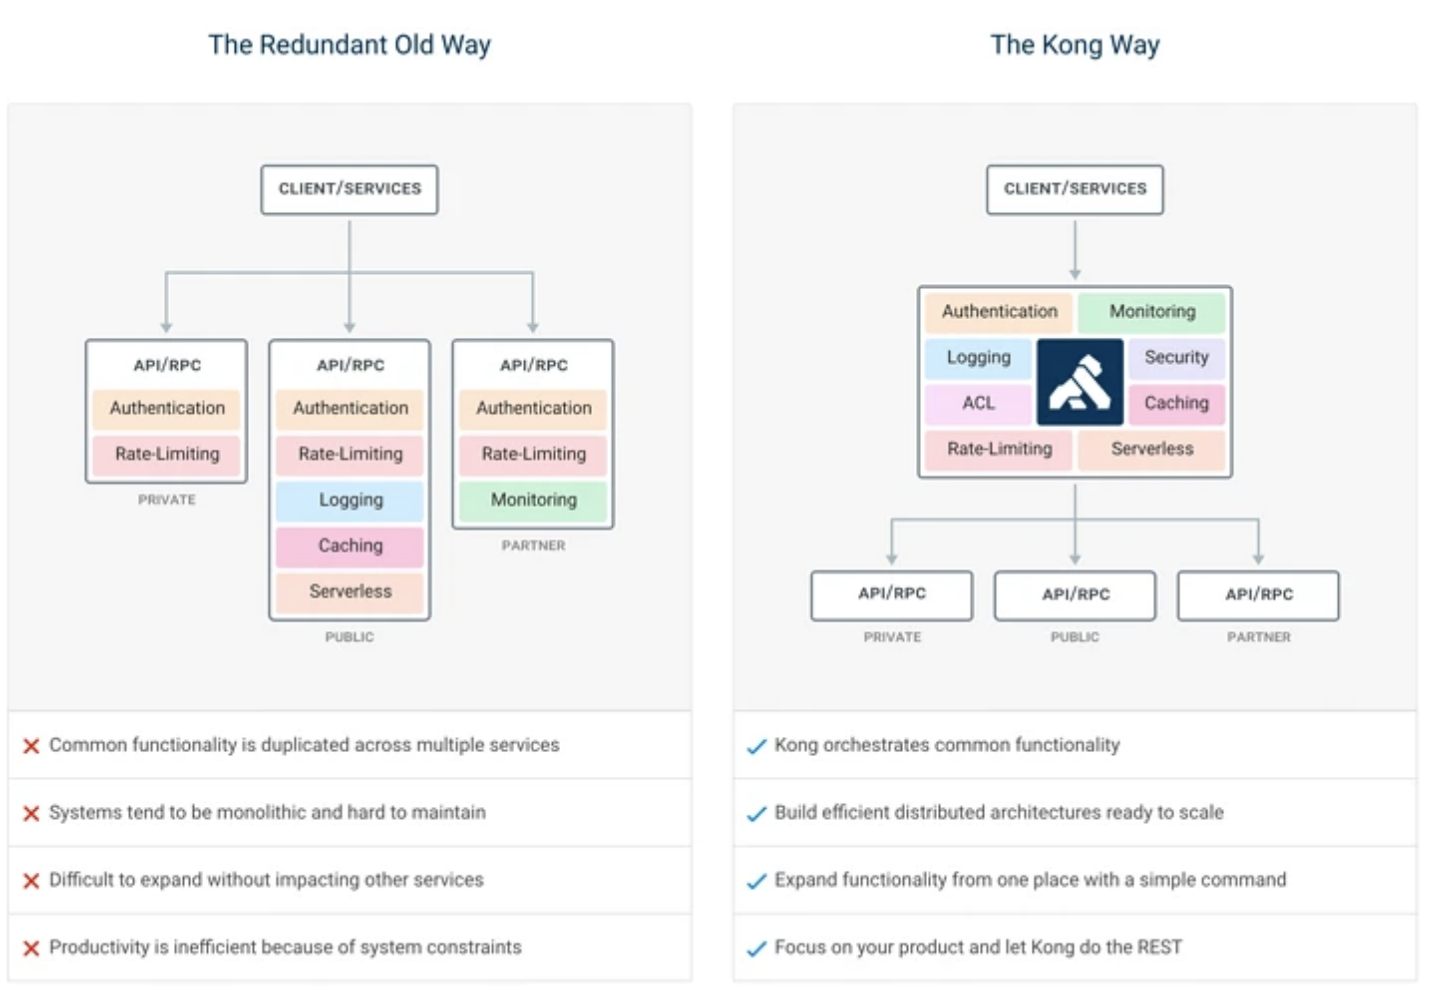 The Redundant Old Way
CLIENT/SERVICES
API/RPC
Authentication
Rate-Limiting
PRIVATE
API/RPC
Authentication
Rate-Limiting
Logging
Caching
Serverless
PUBLIC
API/RPC
Authentication
Rate-Limiting
Monitoring
PARTNER
Common functionality is duplicated across multiple services
Systems tend to be monolithic and hard to maintain
Difficult to expand without impacting other services
Productivity is inefficient because of system constraints
The Kong Way
CLIENT/SERVICES
Authentication
Monitoring
Logging
Security
ACL
Caching
Rate-Limiting
Serverless
API/RPC
PRIVATE
API/RPC
PUBLIC
API/RPC
PARTNER
Kong orchestrates common functionality
Build efficient distributed architectures ready to scale
Expand functionality from one place with a simple command
Focus on your product and let Kong do the REST